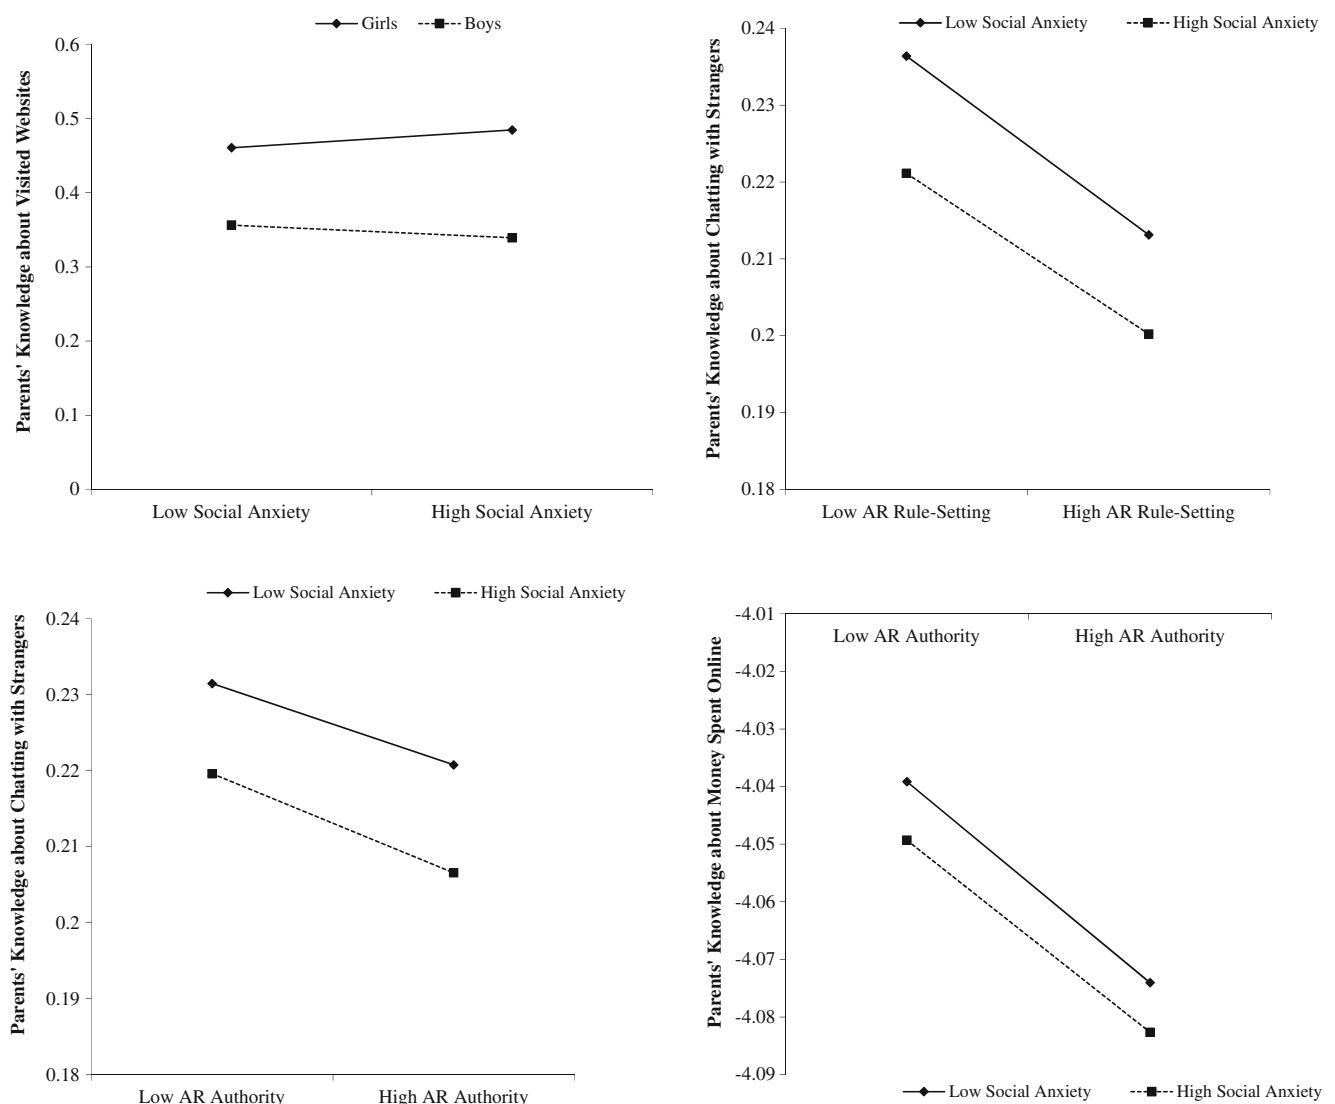 Girls Boys
0.6
0.5
0.4
0.3
0.2
0.1
0
Parents' Knowledge about Visited Websites
Low Social Anxiety High Social Anxiety
Low Social Anxiety High Social Anxiety
0.24
0.23
0.22
0.21
0.2
0.19
0.18
Parents' Knowledge about Chatting with Strangers
Low AR Rule-Setting High AR Rule-Setting
Low Social Anxiety High Social Anxiety
0.24
0.23
0.22
0.21
0.2
0.19
0.18
Parents' Knowledge about Chatting with Strangers
Low AR Authority High AR Authority
-4.01
Low AR Authority High AR Authority
-4.02
-4.03
-4.04
-4.05
-4.06
-4.07
-4.08
-4.09
Parents' Knowledge about Money Spent Online
Low Social Anxiety High Social Anxiety